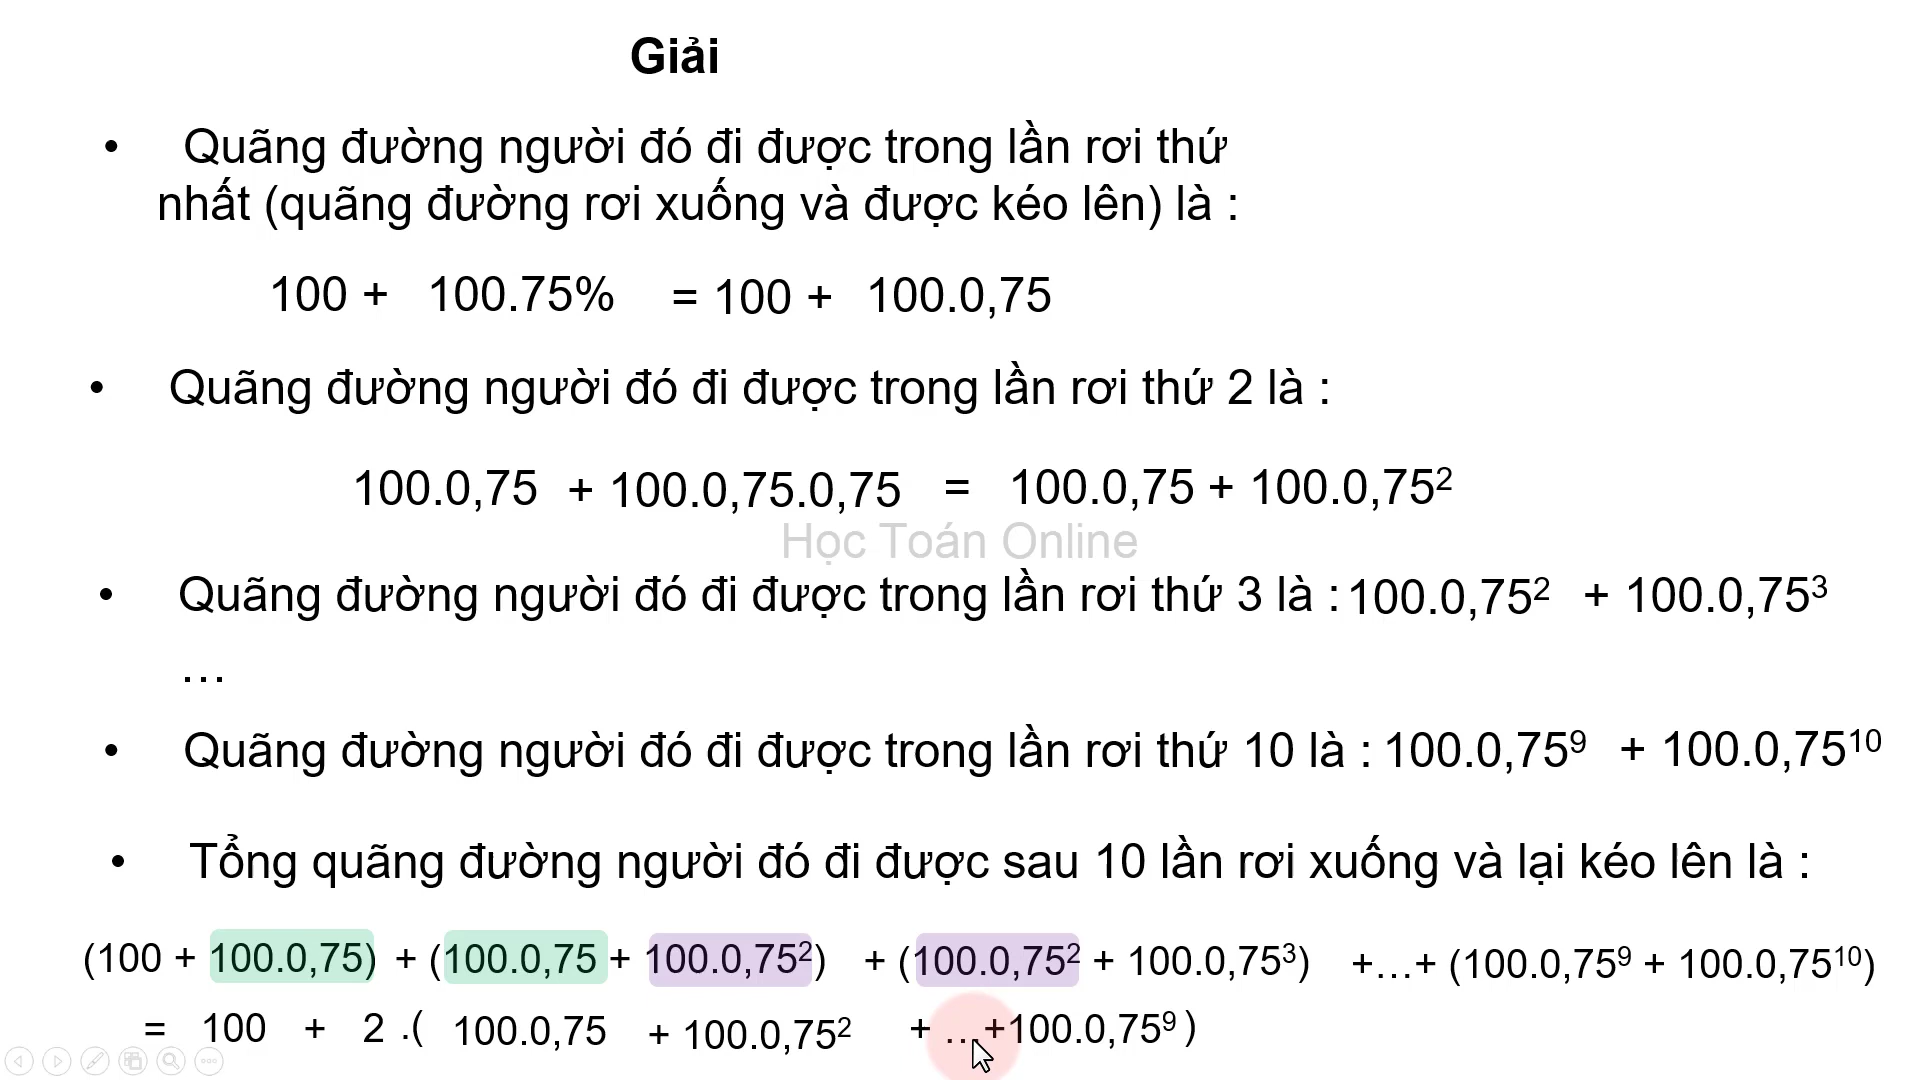 Giải
• Quãng đường người đó đi được trong lần rơi thứ
nhất (quãng đường rơi xuống và được kéo lên) là :
100 + 100.75% = 100 + 100.0,75
• Quãng đường người đó đi được trong lần rơi thứ 2 là :
100.0,75 + 100.0,75.0,75 = 100.0,75 + 100.0,75²
Học Toán Online
• Quãng đường người đó đi được trong lần rơi thứ 3 là : 100.0,75² + 100.0,75³
…
• Quãng đường người đó đi được trong lần rơi thứ 10 là : 100.0,75⁹ + 100.0,75¹⁰
• Tổng quãng đường người đó đi được sau 10 lần rơi xuống và lại kéo lên là :
(100 + 100.0,75) + (100.0,75 + 100.0,75²) + (100.0,75² + 100.0,75³) +…+ (100.0,75⁹ + 100.0,75¹⁰)
= 100 + 2 .( 100.0,75 + 100.0,75² + …+100.0,75⁹ )